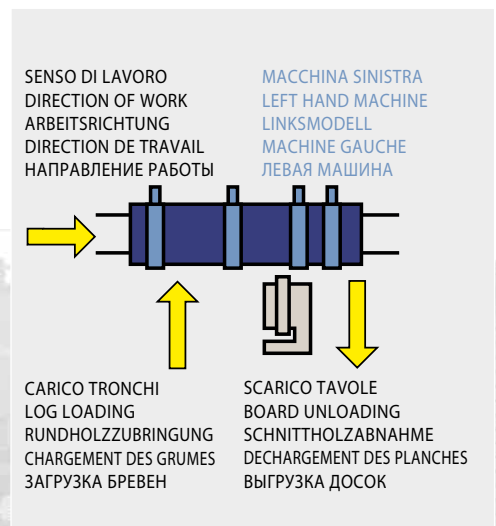 SENSO DI LAVORO
DIRECTION OF WORK
ARBEITSRICHTUNG
DIRECTION DE TRAVAIL
НАПРАВЛЕНИЕ РАБОТЫ
MACCHINA SINISTRA
LEFT HAND MACHINE
LINKSMODELL
MACHINE GAUCHE
ЛЕВАЯ МАШИНА
CARICO TRONCHI
LOG LOADING
RUNDHOLZZUBRINGUNG
CHARGEMENT DES GRUMES
ЗАГРУЗКА БРЕВЕН
SCARICO TAVOLE
BOARD UNLOADING
SCHNITTHOLZABNAHME
DECHARGEMENT DES PLANCHES
ВЫГРУЗКА ДОСОК